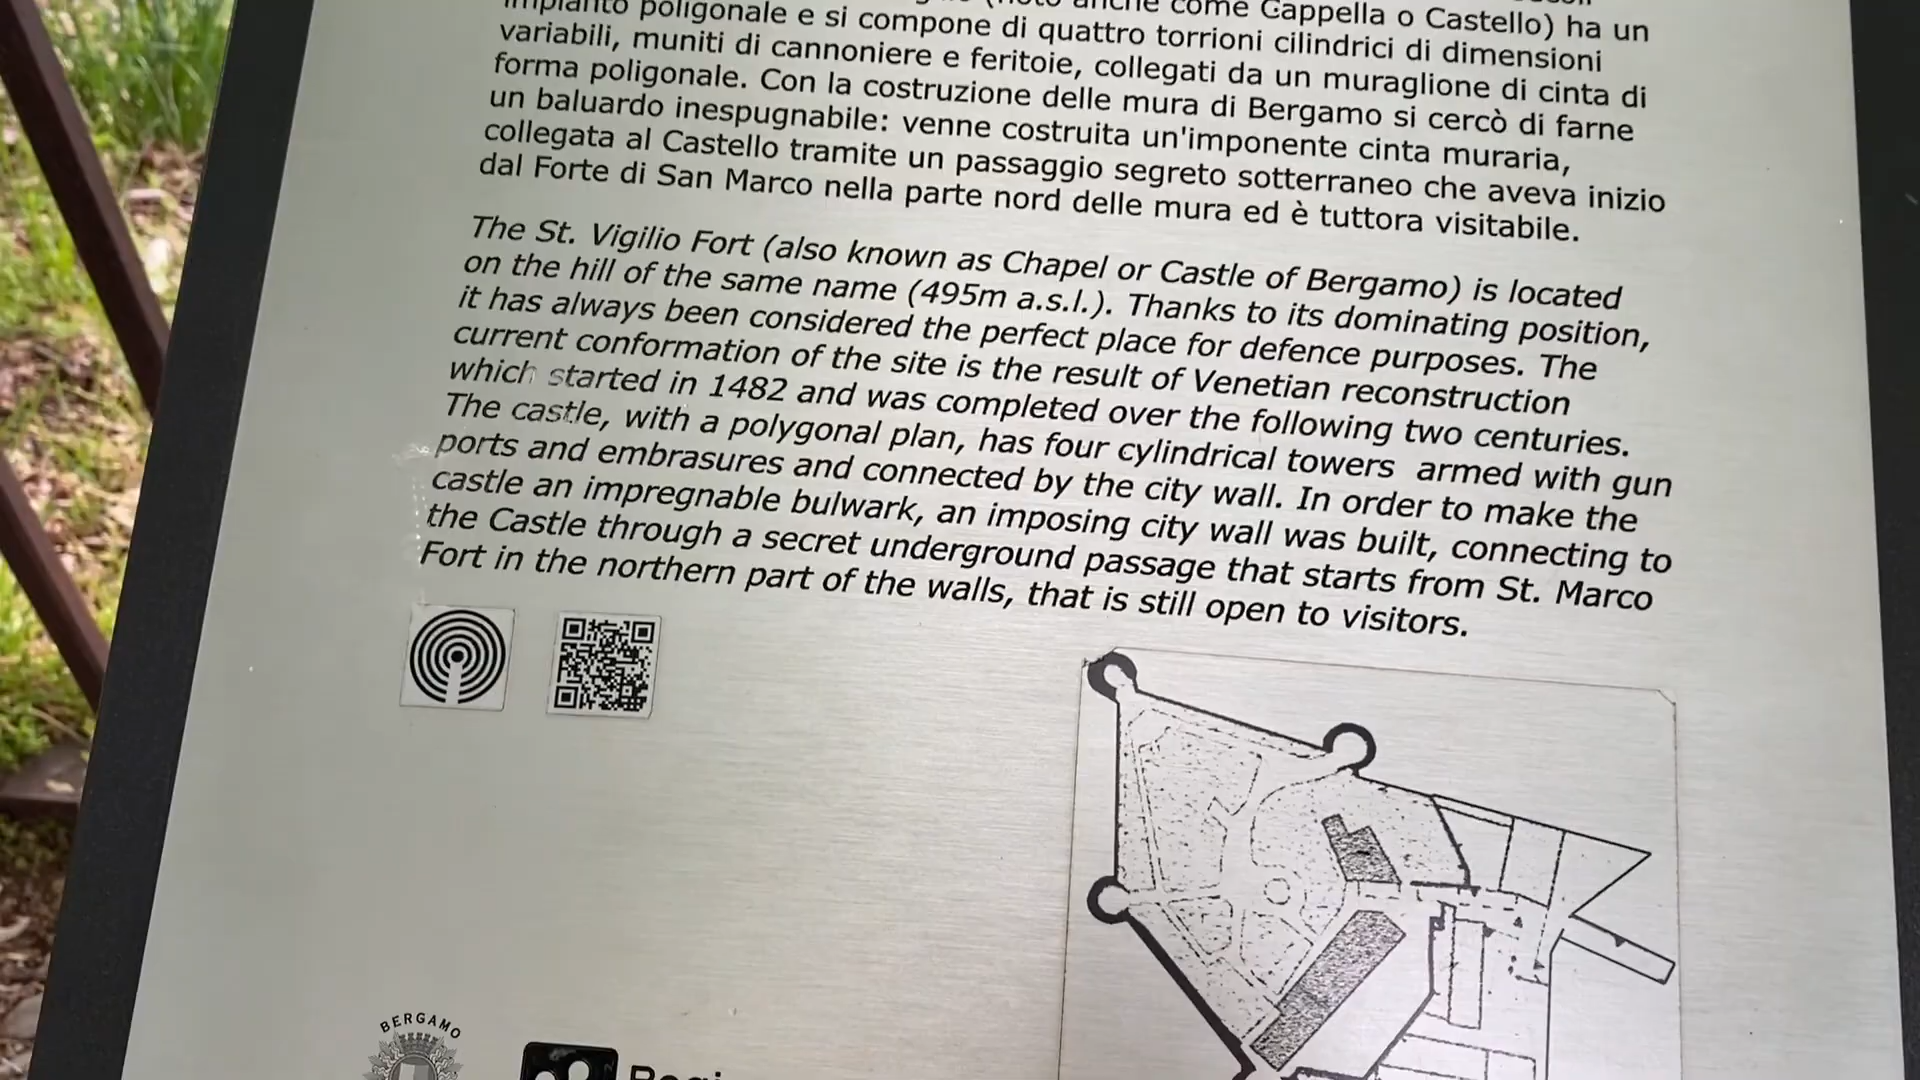 impianto poligonale e si compone di quattro torrioni cilindrici di dimensioni
anche come Cappella o Castello) ha un
variabili, muniti di cannoniere e feritoie, collegati da un muraglione di cinta di
forma poligonale. Con la costruzione delle mura di Bergamo si cercò di farne
un baluardo inespugnabile: venne costruita un'imponente cinta muraria,
collegata al Castello tramite un passaggio segreto sotterraneo che aveva inizio
dal Forte di San Marco nella parte nord delle mura ed è tuttora visitabile.
The St. Vigilio Fort (also known as Chapel or Castle of Bergamo) is located
on the hill of the same name (495m a.s.l.). Thanks to its dominating position,
it has always been considered the perfect place for defence purposes. The
current conformation of the site is the result of Venetian reconstruction
which started in 1482 and was completed over the following two centuries.
The castle, with a polygonal plan, has four cylindrical towers armed with gun
ports and embrasures and connected by the city wall. In order to make the
castle an impregnable bulwark, an imposing city wall was built, connecting to
the Castle through a secret underground passage that starts from St. Marco
Fort in the northern part of the walls, that is still open to visitors.
BERGAMO